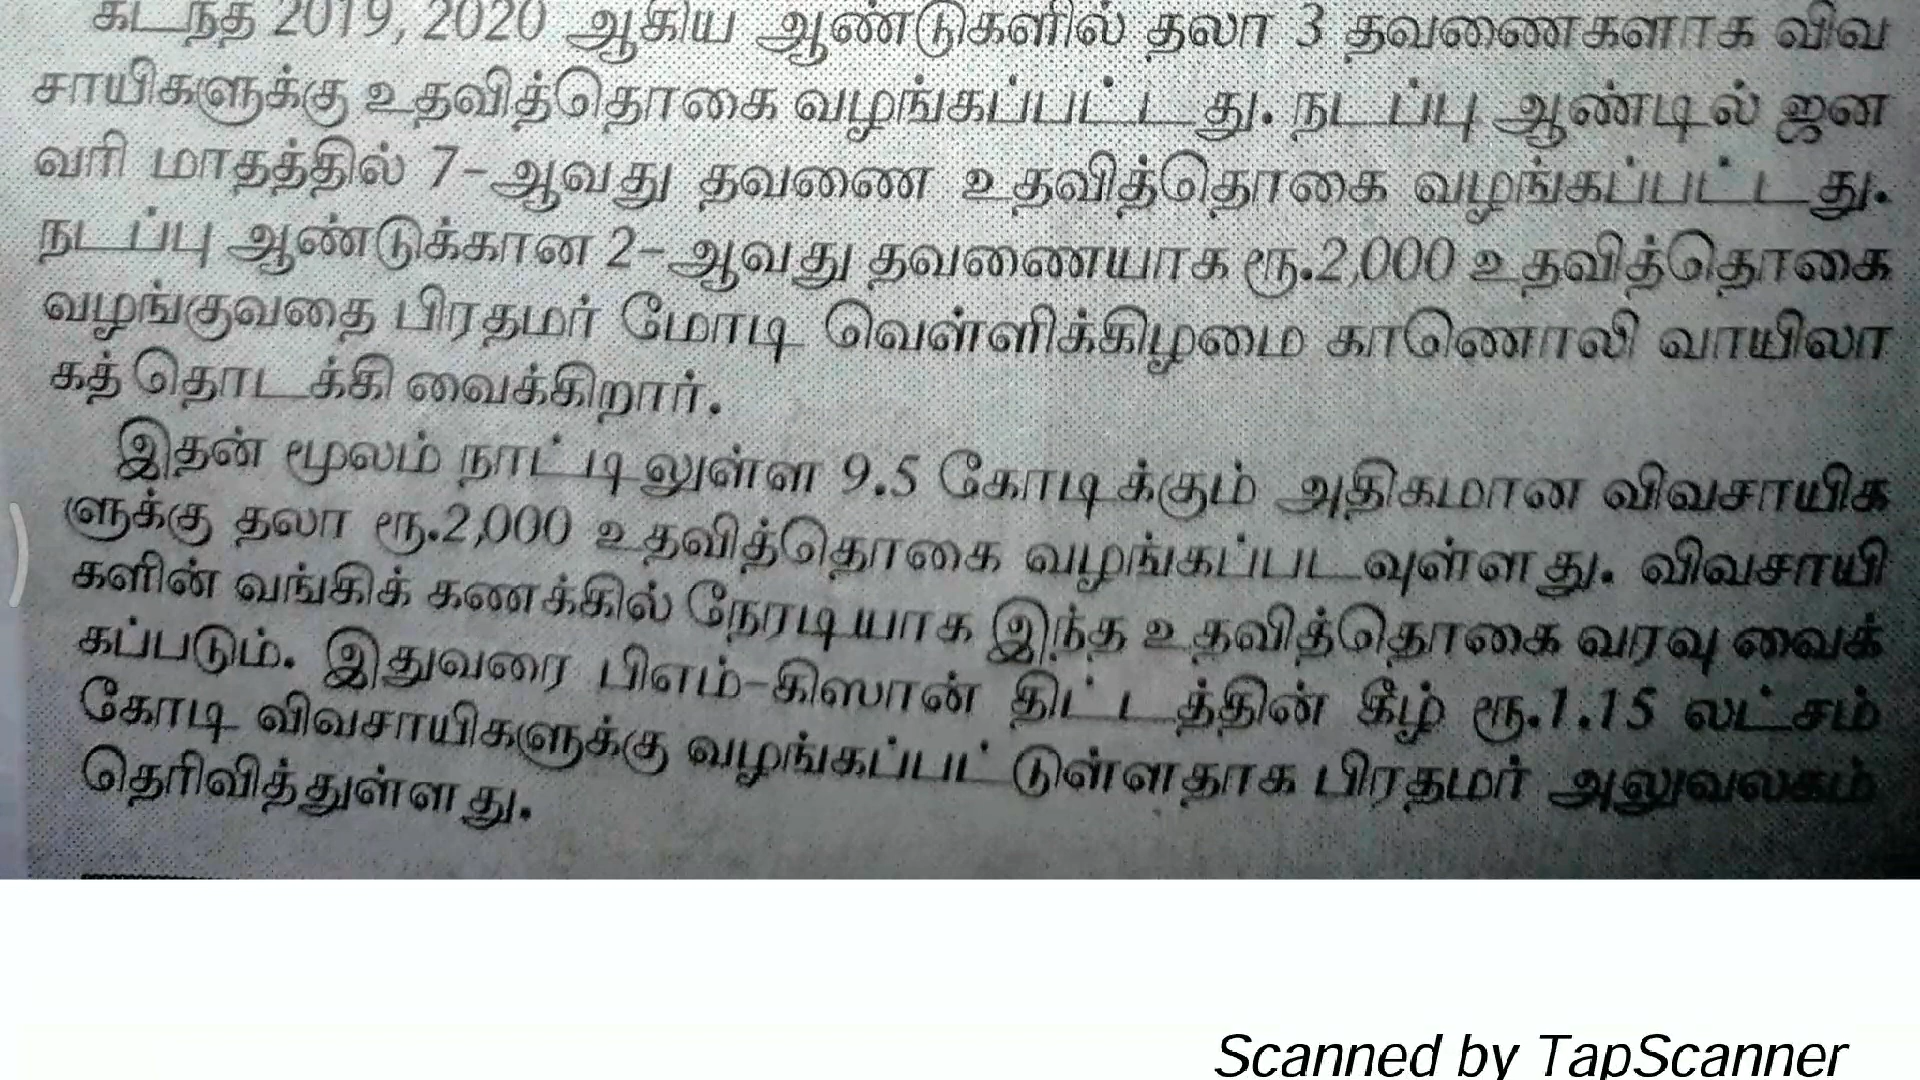 கடந்த 2019, 2020 ஆகிய ஆண்டுகளில் தலா 3 தவணைகளாக விவ
சாயிகளுக்கு உதவித்தொகை வழங்கப்பட்டது. நடப்பு ஆண்டில் ஜன
வரி மாதத்தில் 7-ஆவது தவணை உதவித்தொகை வழங்கப்பட்டது.
நடப்பு ஆண்டுக்கான 2-ஆவது தவணையாக ரூ.2,000 உதவித்தொகை
வழங்குவதை பிரதமர் மோடி வெள்ளிக்கிழமை காணொலி வாயிலா
கத் தொடக்கி வைக்கிறார்.
இதன் மூலம் நாட்டிலுள்ள 9.5 கோடிக்கும் அதிகமான விவசாயிக
ளுக்கு தலா ரூ.2,000 உதவித்தொகை வழங்கப்படவுள்ளது. விவசாயி
களின் வங்கிக் கணக்கில் நேரடியாக இந்த உதவித்தொகை வரவு வைக்
கப்படும். இதுவரை பிஎம்-கிஸான் திட்டத்தின் கீழ் ரூ.1.15 லட்சம்
கோடி விவசாயிகளுக்கு வழங்கப்பட்டுள்ளதாக பிரதமர் அலுவலகம்
தெரிவித்துள்ளது.
Scanned by TapScanner